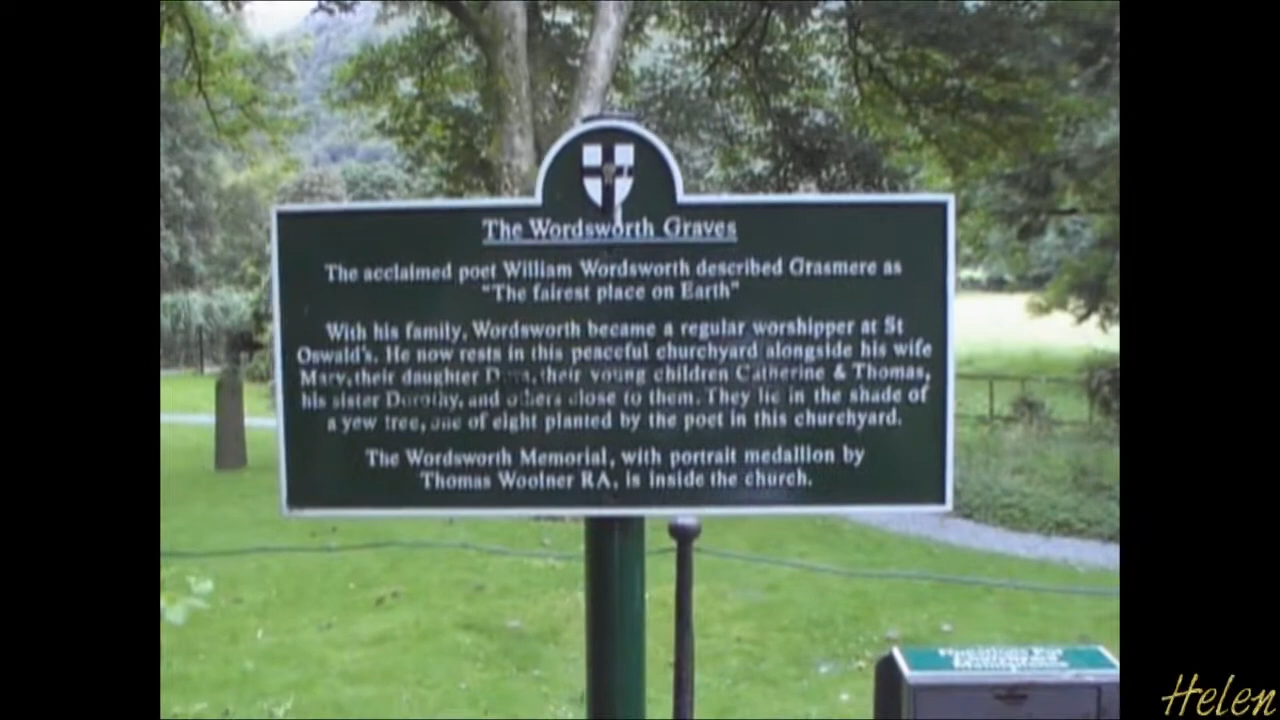 The Wordsworth Graves
The acclaimed poet William Wordsworth described Grasmere as
"The fairest place on Earth"
With his family, Wordsworth became a regular worshipper at St
Oswald's. He now rests in this peaceful churchyard alongside his wife
Mary, their daughter Dora, their young children Catherine & Thomas,
his sister Dorothy, and others close to them. They lie in the shade of
a yew tree, one of eight planted by the poet in this churchyard.
The Wordsworth Memorial, with portrait medallion by
Thomas Woolner RA, is inside the church.
Helen